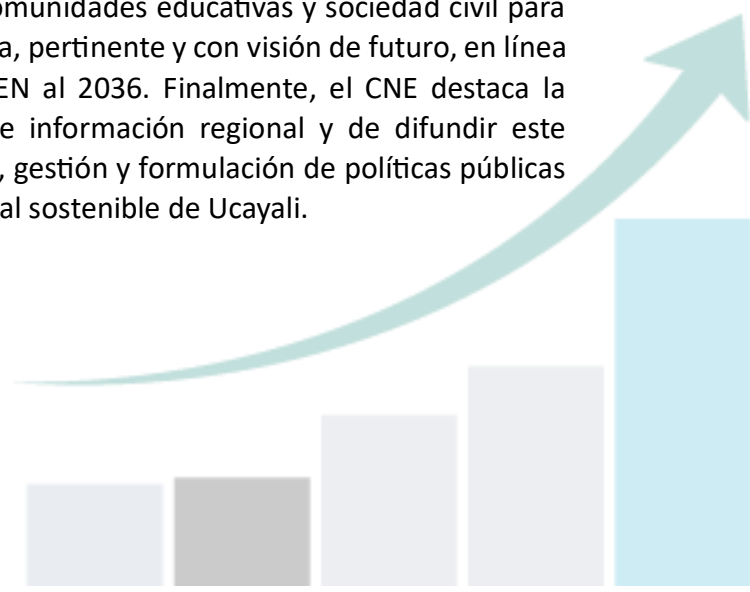 omunidades educativas y sociedad civil para
a, pertinente y con visión de futuro, en línea
EN al 2036. Finalmente, el CNE destaca la
e información regional y de difundir este
, gestión y formulación de políticas públicas
al sostenible de Ucayali.